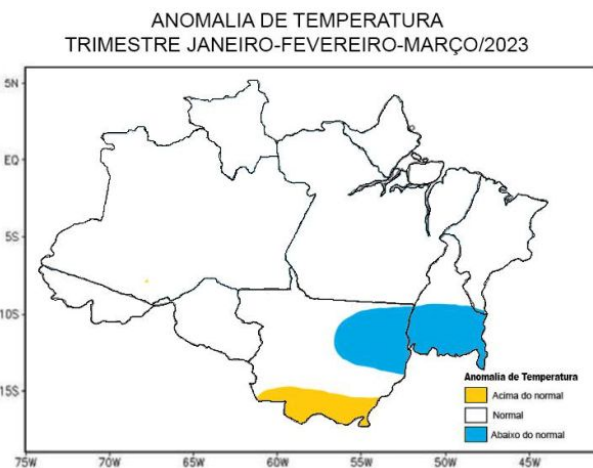 ANOMALIA DE TEMPERATURA
TRIMESTRE JANEIRO-FEVEREIRO-MARÇO/2023
5N
EQ
5S
10S
15S
75W 70W 65W 60W 55W 50W 45W
Anomalia de Temperatura
Acima do normal
Normal
Abaixo do normal